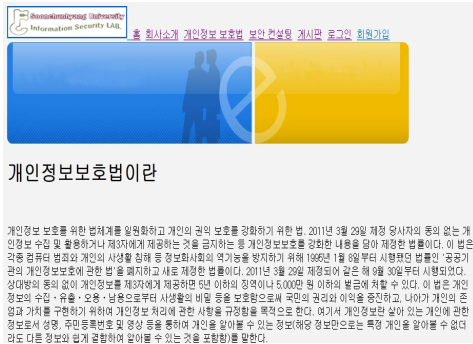 Soonchunhyang University
Information Security LAB.
홈 회사소개 개인정보 보호법 보안 컨설팅 게시판 로그인 회원가입
e
개인정보보호법이란
개인정보 보호를 위한 법체계를 일원화하고 개인의 권익 보호를 강화하기 위한 법. 2011년 3월 29일 제정 당사자의 동의 없는 개
인정보 수집 및 활용하거나 제3자에게 제공하는 것을 금지하는 등 개인정보보호를 강화한 내용을 담아 제정한 법률이다. 이 법은
각종 컴퓨터 범죄와 개인의 사생활 침해 등 정보화사회의 역기능을 방지하기 위해 1995년 1월 8일부터 시행됐던 법률인 '공공기
관의 개인정보보호에 관한 법'을 폐지하고 새로 제정한 법률이다. 2011년 3월 29일 제정되어 같은 해 9월 30일부터 시행되었다.
상대방의 동의 없이 개인정보를 제3자에게 제공하면 5년 이하의 징역이나 5,000만 원 이하의 벌금에 처할 수 있다. 이 법은 개인
정보의 수집·유출·오용·남용으로부터 사생활의 비밀 등을 보호함으로써 국민의 권리와 이익을 증진하고, 나아가 개인의 존
엄과 가치를 구현하기 위하여 개인정보 처리에 관한 사항을 규정함을 목적으로 한다. 여기서 개인정보란 살아 있는 개인에 관한
정보로서 성명, 주민등록번호 및 영상 등을 통하여 개인을 알아볼 수 있는 정보(해당 정보만으로는 특정 개인을 알아볼 수 없더
라도 다른 정보와 쉽게 결합하여 알아볼 수 있는 것을 포함함)를 말한다.